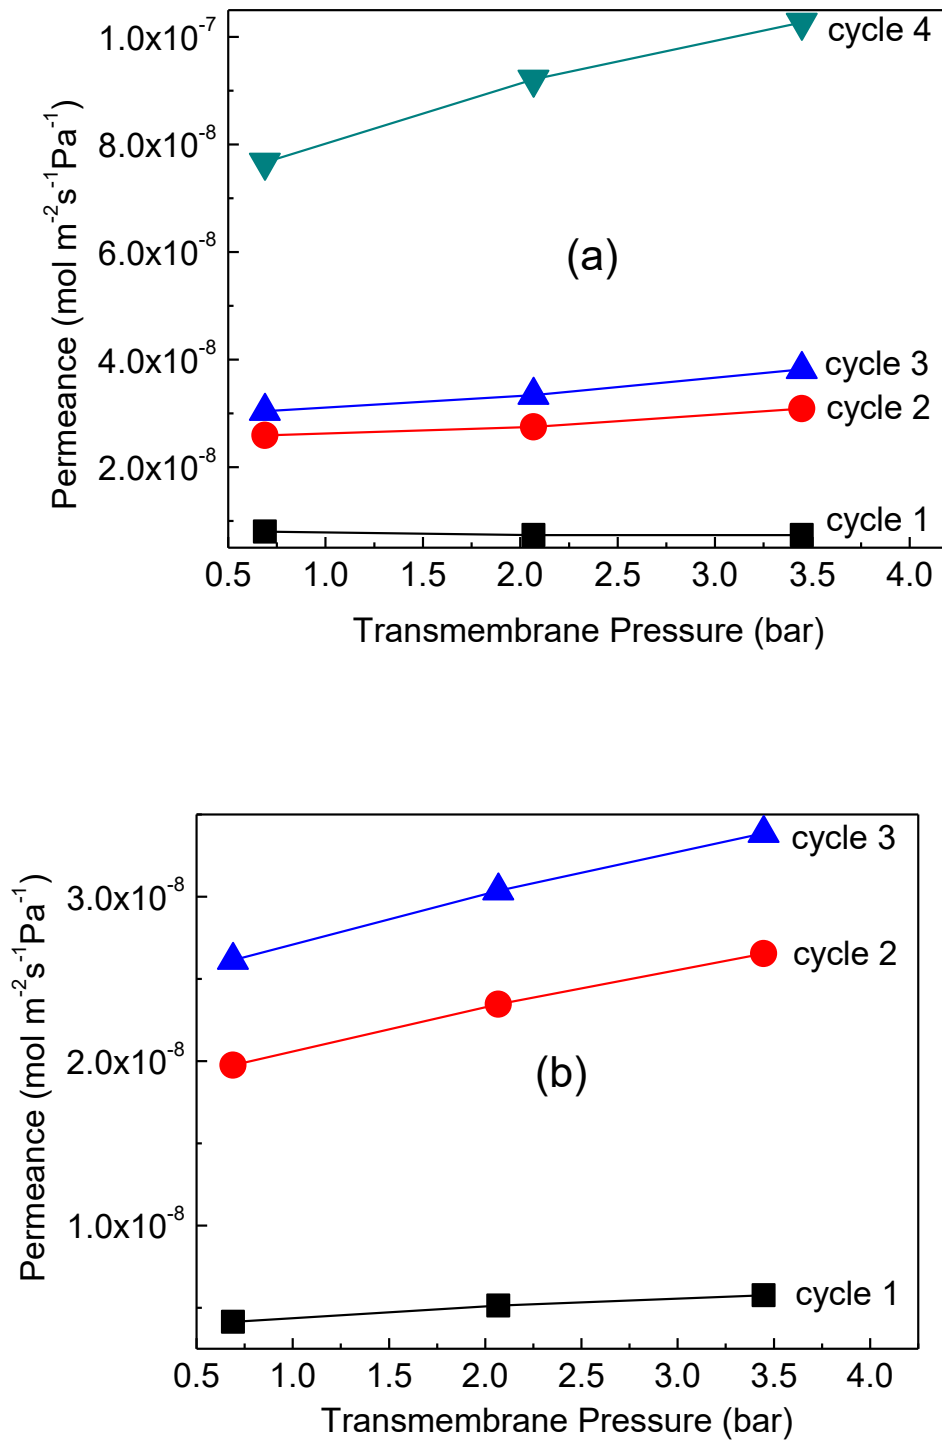 1.0x10⁻⁷
8.0x10⁻⁸
6.0x10⁻⁸
4.0x10⁻⁸
2.0x10⁻⁸
Permeance (mol m⁻²s⁻¹Pa⁻¹)
cycle 4
(a)
cycle 3
cycle 2
cycle 1
0.5 1.0 1.5 2.0 2.5 3.0 3.5 4.0
Transmembrane Pressure (bar)
3.0x10⁻⁸
2.0x10⁻⁸
1.0x10⁻⁸
Permeance (mol m⁻²s⁻¹Pa⁻¹)
cycle 3
cycle 2
(b)
cycle 1
0.5 1.0 1.5 2.0 2.5 3.0 3.5 4.0
Transmembrane Pressure (bar)